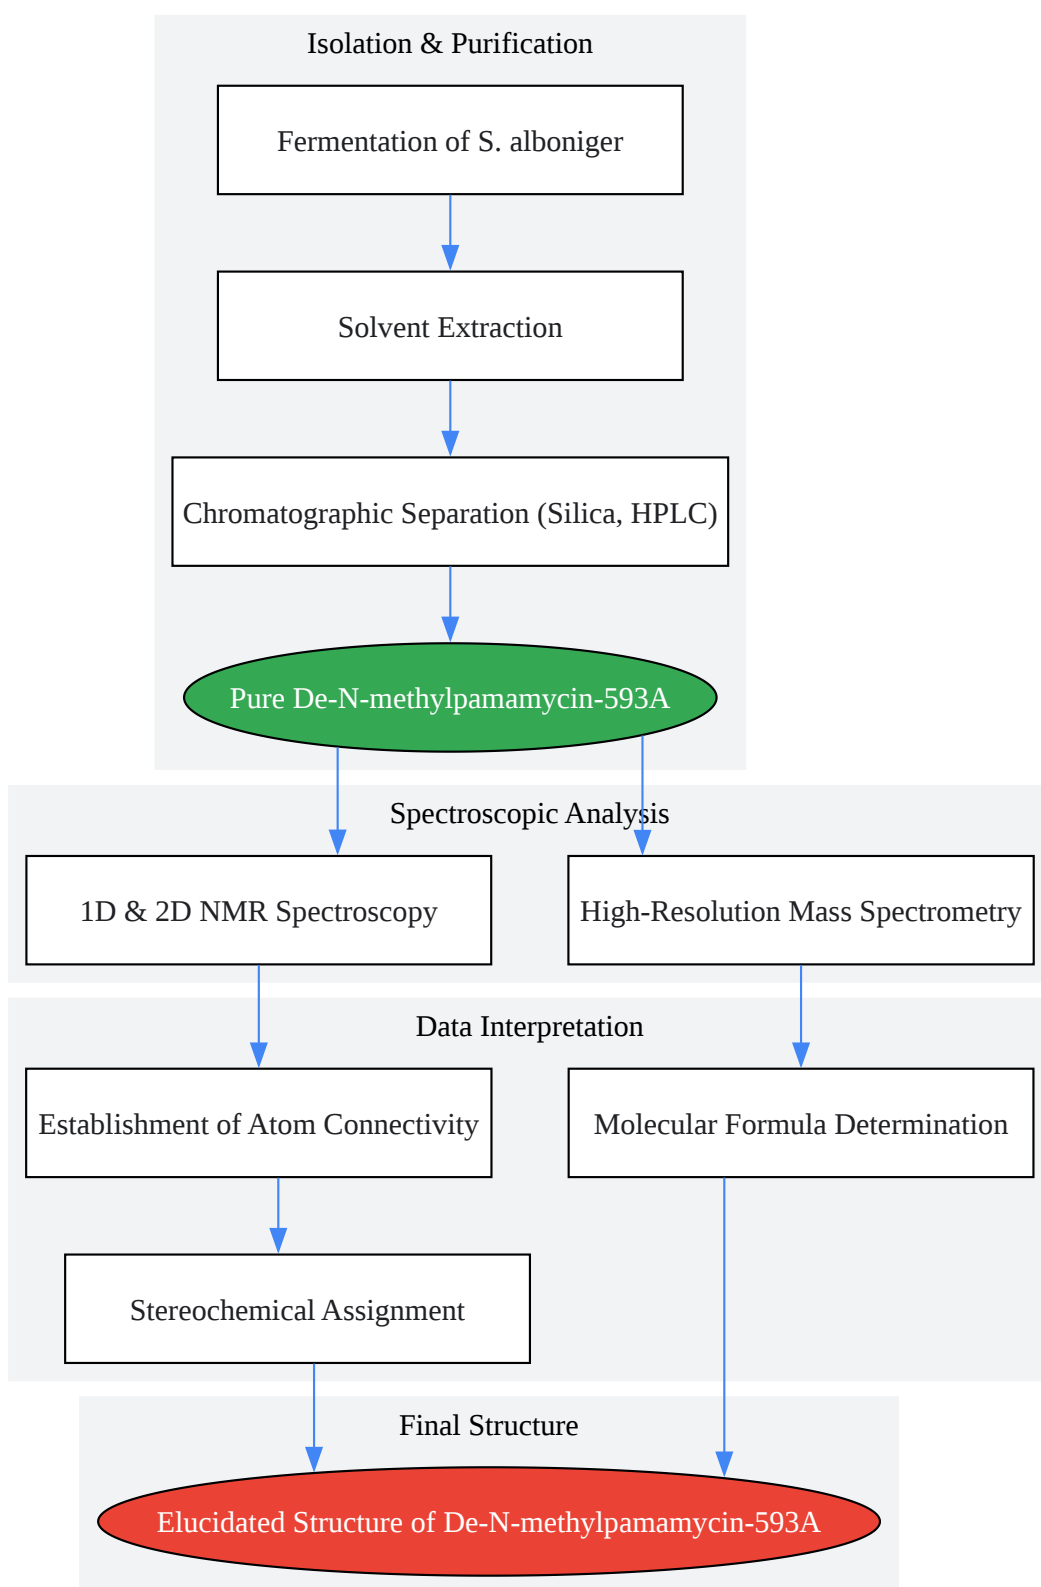 Isolation & Purification
Fermentation of S. alboniger
Solvent Extraction
Chromatographic Separation (Silica, HPLC)
Pure De-N-methylpamamycin-593A
Spectroscopic Analysis
1D & 2D NMR Spectroscopy
High-Resolution Mass Spectrometry
Data Interpretation
Establishment of Atom Connectivity
Molecular Formula Determination
Stereochemical Assignment
Final Structure
Elucidated Structure of De-N-methylpamamycin-593A